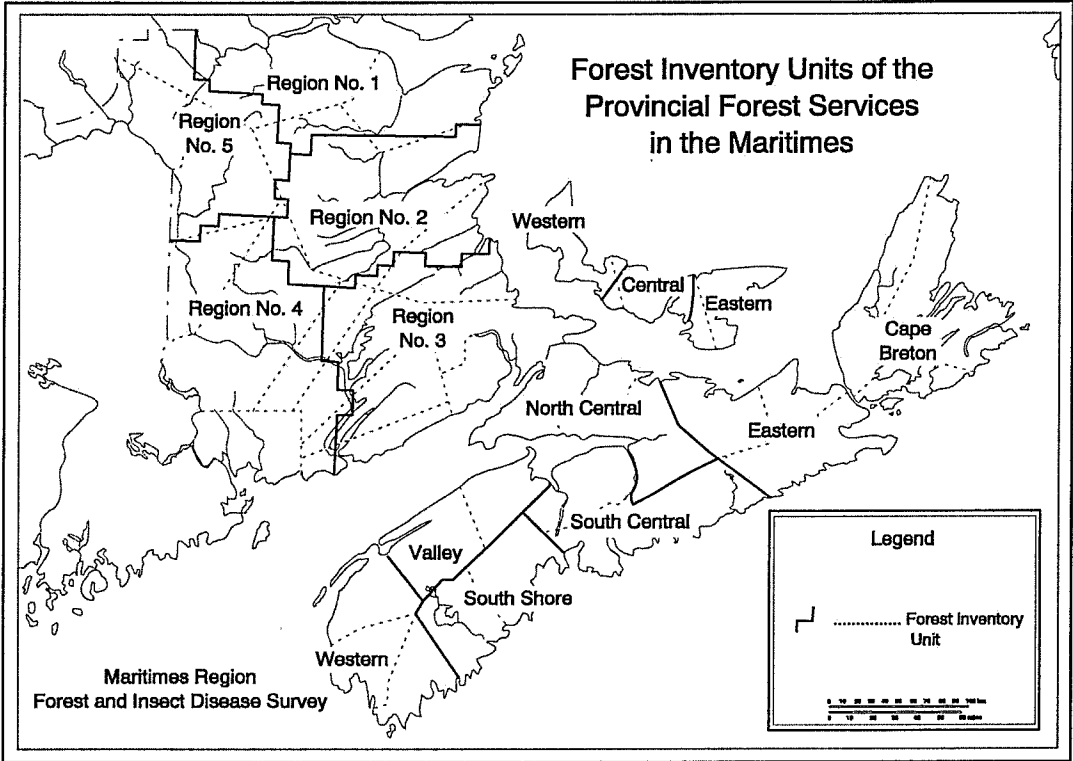 Forest Inventory Units of the
Provincial Forest Services
in the Maritimes
Region No. 1
Region
No. 5
Region No. 2
Western
Central
Eastern
Region No. 4
Region
No. 3
Cape
Breton
North Central
Eastern
South Central
Valley
South Shore
Western
Maritimes Region
Forest and Insect Disease Survey
Legend
Forest Inventory
Unit